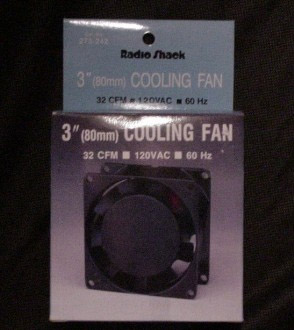 Radio Shack
3" (80mm) COOLING FAN
32 CFM ■ 120VAC ■ 60 Hz
3" (80mm) COOLING FAN
32 CFM ■ 120VAC ■ 60 Hz